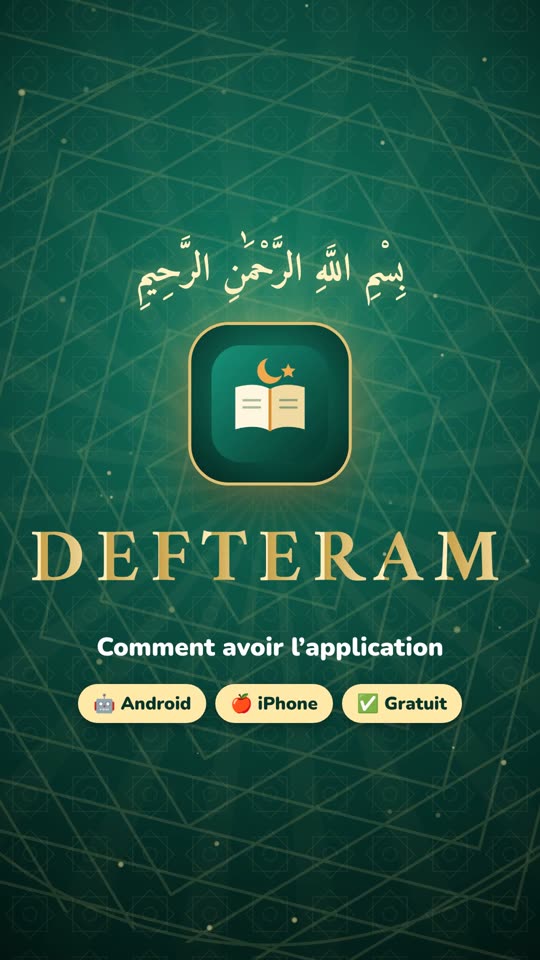 بِسْمِ اللَّهِ الرَّحْمَٰنِ الرَّحِيمِ
DEFTERAM
Comment avoir l’application
🤖 Android 🍎 iPhone ✅ Gratuit